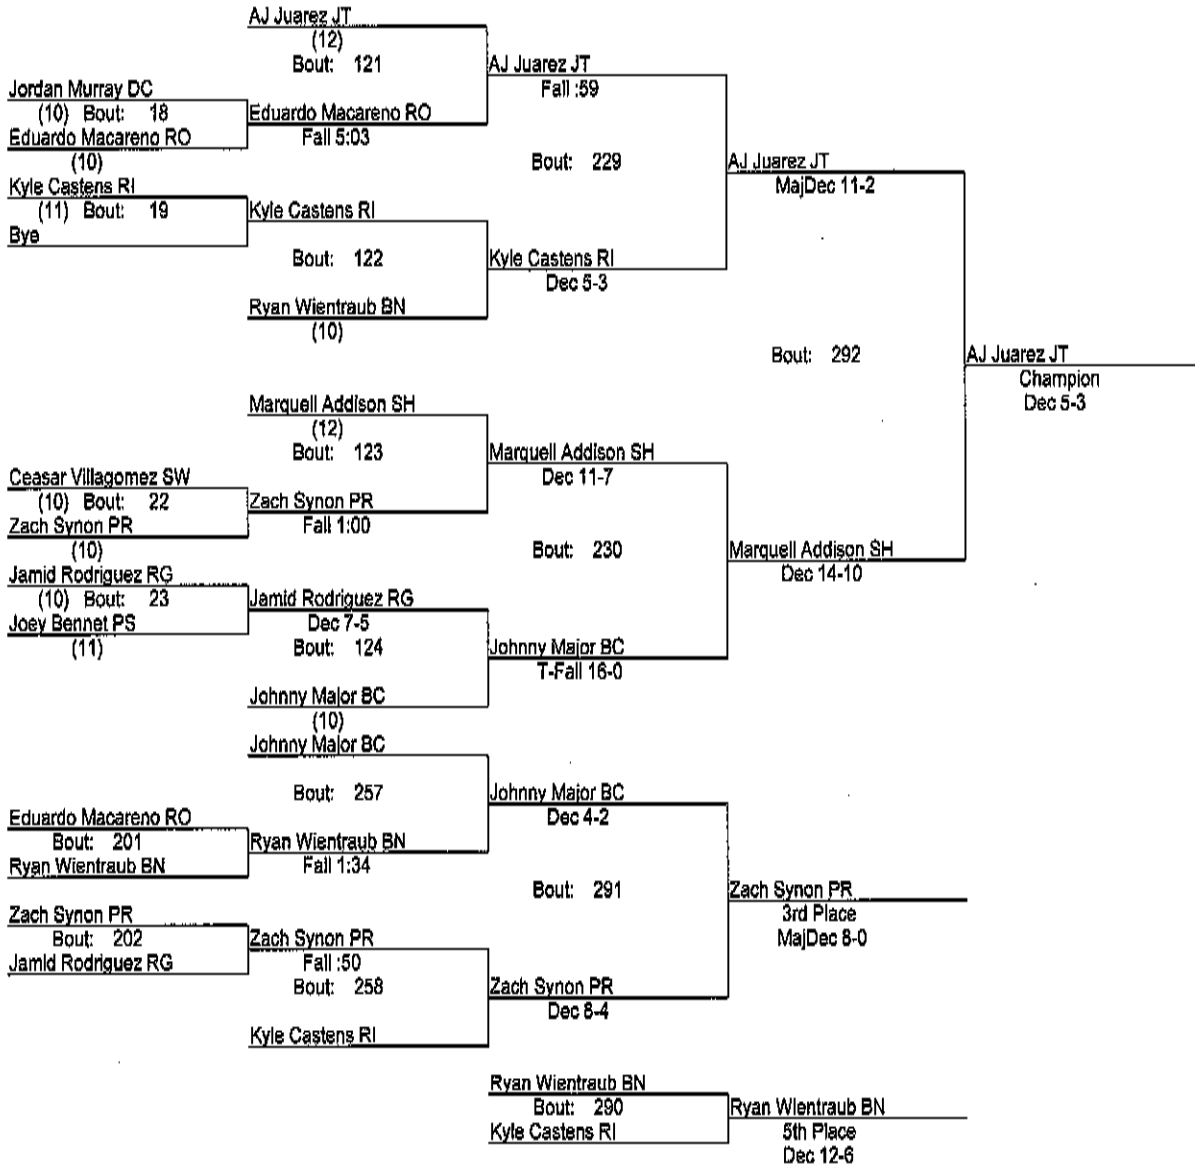 AJ Juarez JT
(12)
Bout: 121
AJ Juarez JT
Fall :59
Jordan Murray DC
(10) Bout: 18
Eduardo Macareno RO
Fall 5:03
Eduardo Macareno RO
(10)
Bout: 229
AJ Juarez JT
MajDec 11-2
Kyle Castens RI
(11) Bout: 19
Kyle Castens RI
Bye
Bout: 122
Kyle Castens RI
Dec 5-3
Ryan Wientraub BN
(10)
Bout: 292
AJ Juarez JT
Champion
Dec 5-3
Marquell Addison SH
(12)
Bout: 123
Marquell Addison SH
Dec 11-7
Ceasar Villagomez SW
(10) Bout: 22
Zach Synon PR
Fall 1:00
Zach Synon PR
(10)
Bout: 230
Marquell Addison SH
Dec 14-10
Jamid Rodriguez RG
(10) Bout: 23
Jamid Rodriguez RG
Dec 7-5
Joey Bennet PS
(11)
Bout: 124
Johnny Major BC
T-Fall 16-0
Johnny Major BC
(10)
Johnny Major BC
Bout: 257
Johnny Major BC
Dec 4-2
Eduardo Macareno RO
Bout: 201
Ryan Wientraub BN
Fall 1:34
Ryan Wientraub BN
Bout: 291
Zach Synon PR
3rd Place
MajDec 8-0
Zach Synon PR
Bout: 202
Zach Synon PR
Fall :50
Jamid Rodriguez RG
Bout: 258
Zach Synon PR
Dec 8-4
Kyle Castens RI
Ryan Wientraub BN
Bout: 290
Ryan Wientraub BN
5th Place
Dec 12-6
Kyle Castens RI